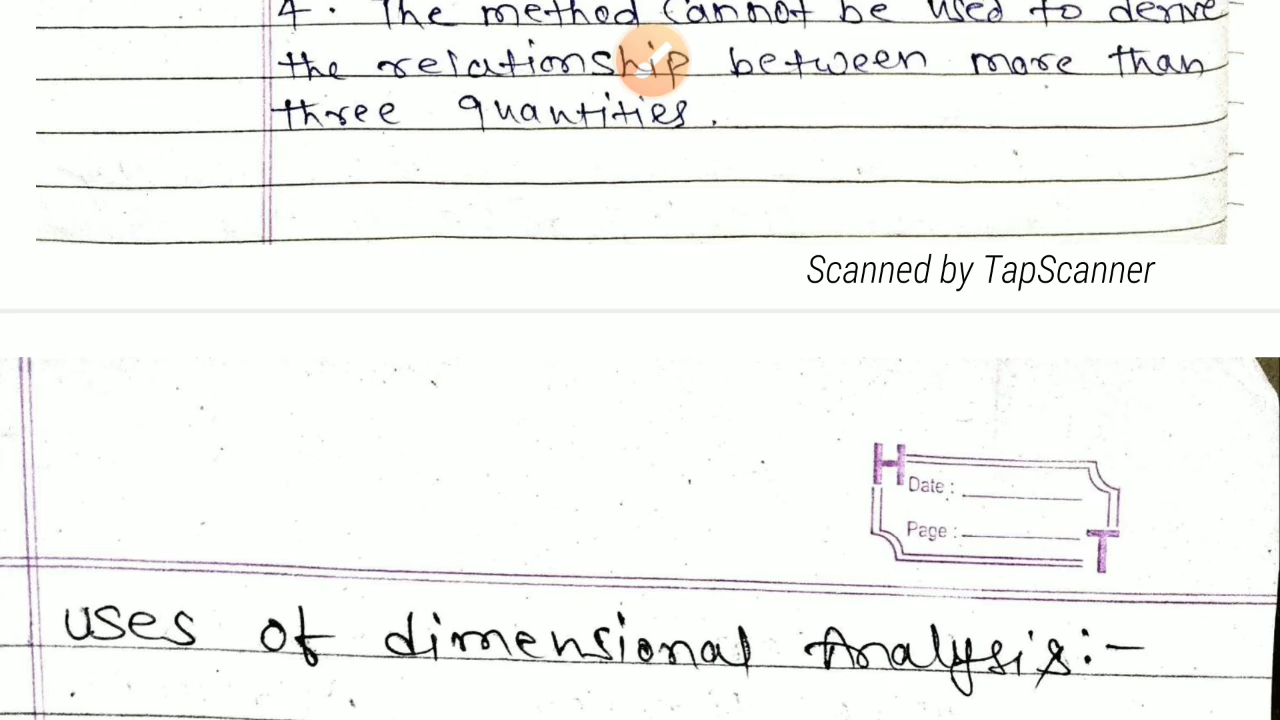 4. The method cannot be used to derive
the relationship between more than
three quantities.
Scanned by TapScanner
H
Date :
Page :
T
uses of dimensional Analysis:-